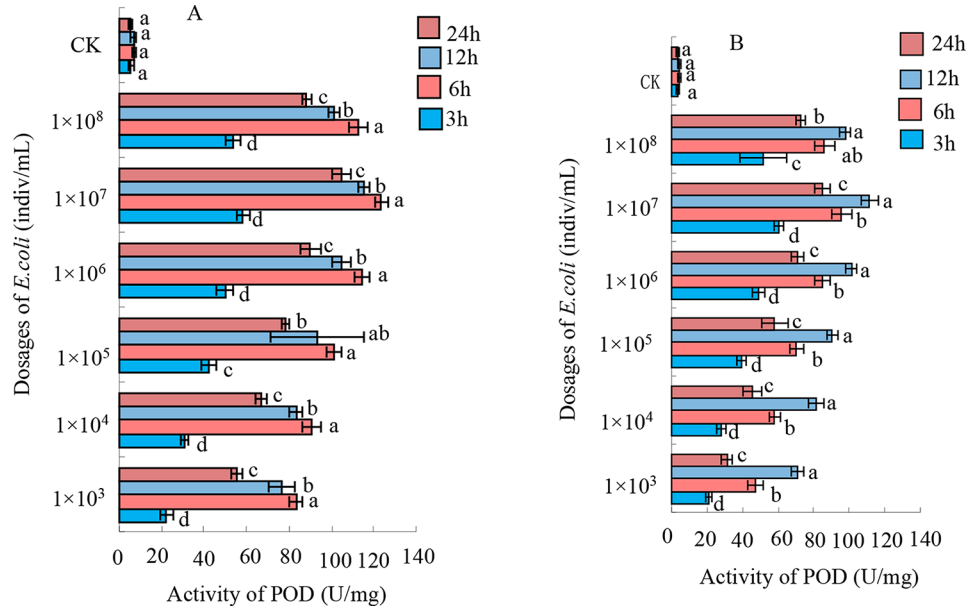 A
24h
12h
6h
3h
CK
a
a
a
a
1×10⁸
c
b
a
d
1×10⁷
c
b
a
d
1×10⁶
c
b
a
d
1×10⁵
b
ab
a
c
1×10⁴
c
b
a
d
1×10³
c
b
a
d
0 20 40 60 80 100 120 140
Activity of POD (U/mg)
Dosages of E.coli (indiv/mL)
B
24h
12h
6h
3h
CK
a
a
a
a
1×10⁸
b
a
ab
c
1×10⁷
c
a
b
d
1×10⁶
c
a
b
d
1×10⁵
c
a
b
d
1×10⁴
c
a
b
d
1×10³
c
a
b
d
0 20 40 60 80 100 120 140
Activity of POD (U/mg)
Dosages of E.coli (indiv/mL)